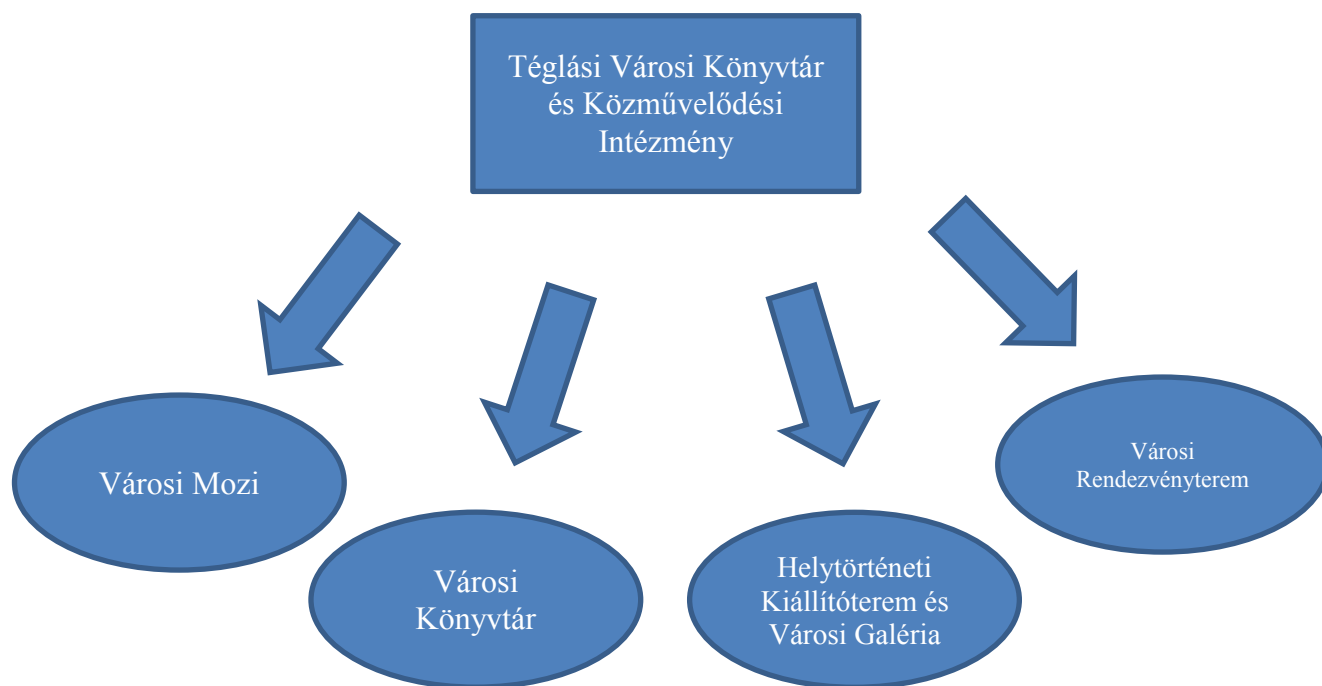 Téglási Városi Könyvtár
és Közművelődési
Intézmény
Városi Mozi
Városi
Könyvtár
Helytörténeti
Kiállítóterem és
Városi Galéria
Városi
Rendezvényterem